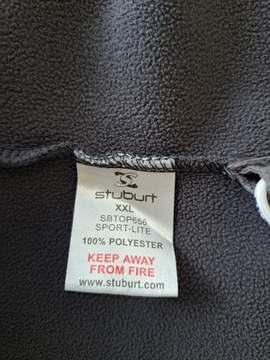 stuburt
XXL
SBTOP656
SPORT-LITE
100% POLYESTER
KEEP AWAY
FROM FIRE
www.stuburt.com